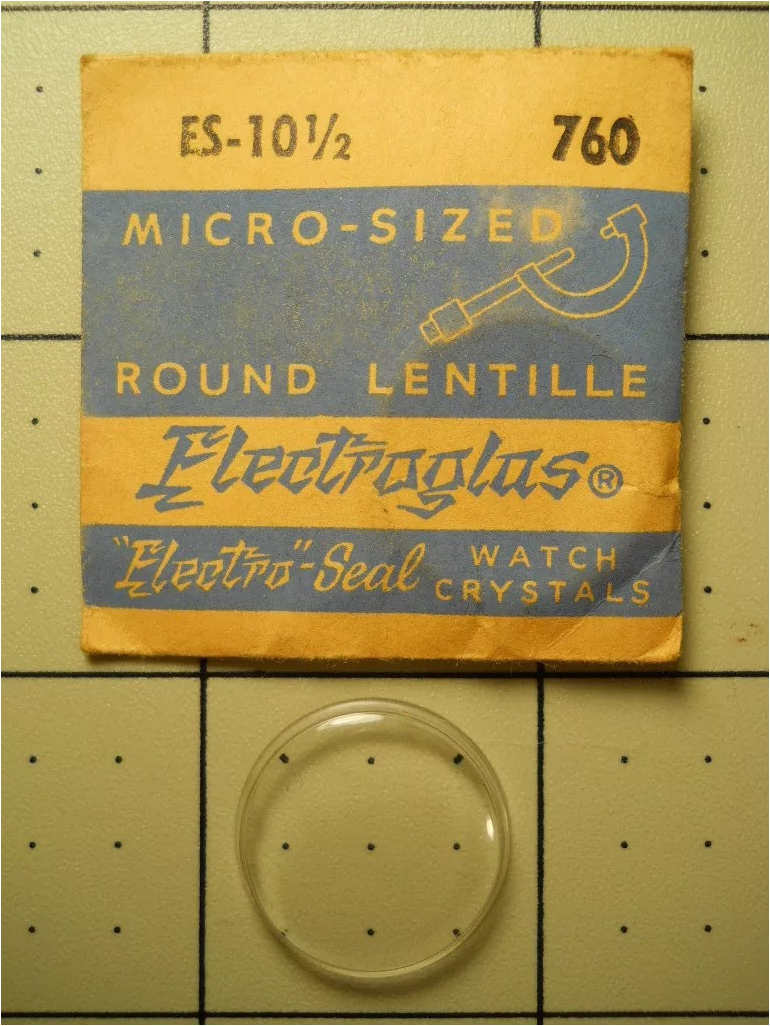 ES-10½ 760
MICRO-SIZED
ROUND LENTILLE
Electroglas®
"Electro"-Seal WATCH
CRYSTALS